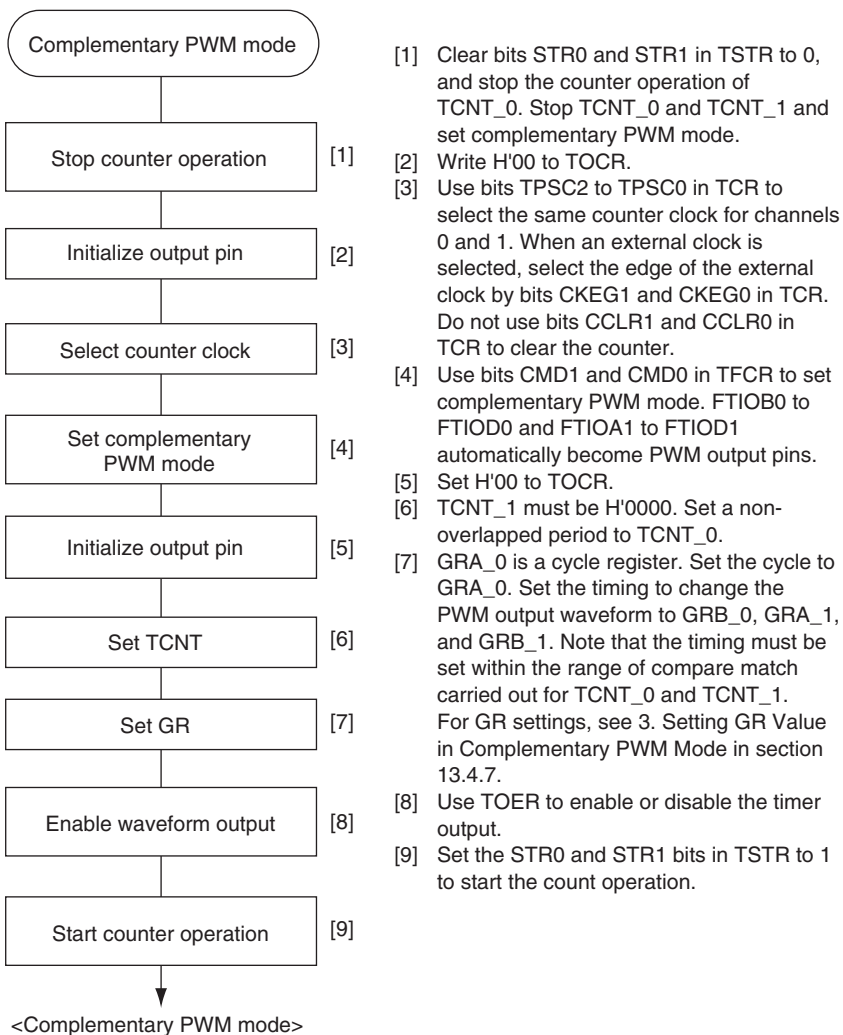 Complementary PWM mode
Stop counter operation [1]
Initialize output pin [2]
Select counter clock [3]
Set complementary
PWM mode
[4]
Initialize output pin [5]
Set TCNT [6]
Set GR [7]
Enable waveform output [8]
Start counter operation [9]
<Complementary PWM mode>
[1] Clear bits STR0 and STR1 in TSTR to 0,
and stop the counter operation of
TCNT_0. Stop TCNT_0 and TCNT_1 and
set complementary PWM mode.
[2] Write H'00 to TOCR.
[3] Use bits TPSC2 to TPSC0 in TCR to
select the same counter clock for channels
0 and 1. When an external clock is
selected, select the edge of the external
clock by bits CKEG1 and CKEG0 in TCR.
Do not use bits CCLR1 and CCLR0 in
TCR to clear the counter.
[4] Use bits CMD1 and CMD0 in TFCR to set
complementary PWM mode. FTIOB0 to
FTIOD0 and FTIOA1 to FTIOD1
automatically become PWM output pins.
[5] Set H'00 to TOCR.
[6] TCNT_1 must be H'0000. Set a non-
overlapped period to TCNT_0.
[7] GRA_0 is a cycle register. Set the cycle to
GRA_0. Set the timing to change the
PWM output waveform to GRB_0, GRA_1,
and GRB_1. Note that the timing must be
set within the range of compare match
carried out for TCNT_0 and TCNT_1.
For GR settings, see 3. Setting GR Value
in Complementary PWM Mode in section
13.4.7.
[8] Use TOER to enable or disable the timer
output.
[9] Set the STR0 and STR1 bits in TSTR to 1
to start the count operation.